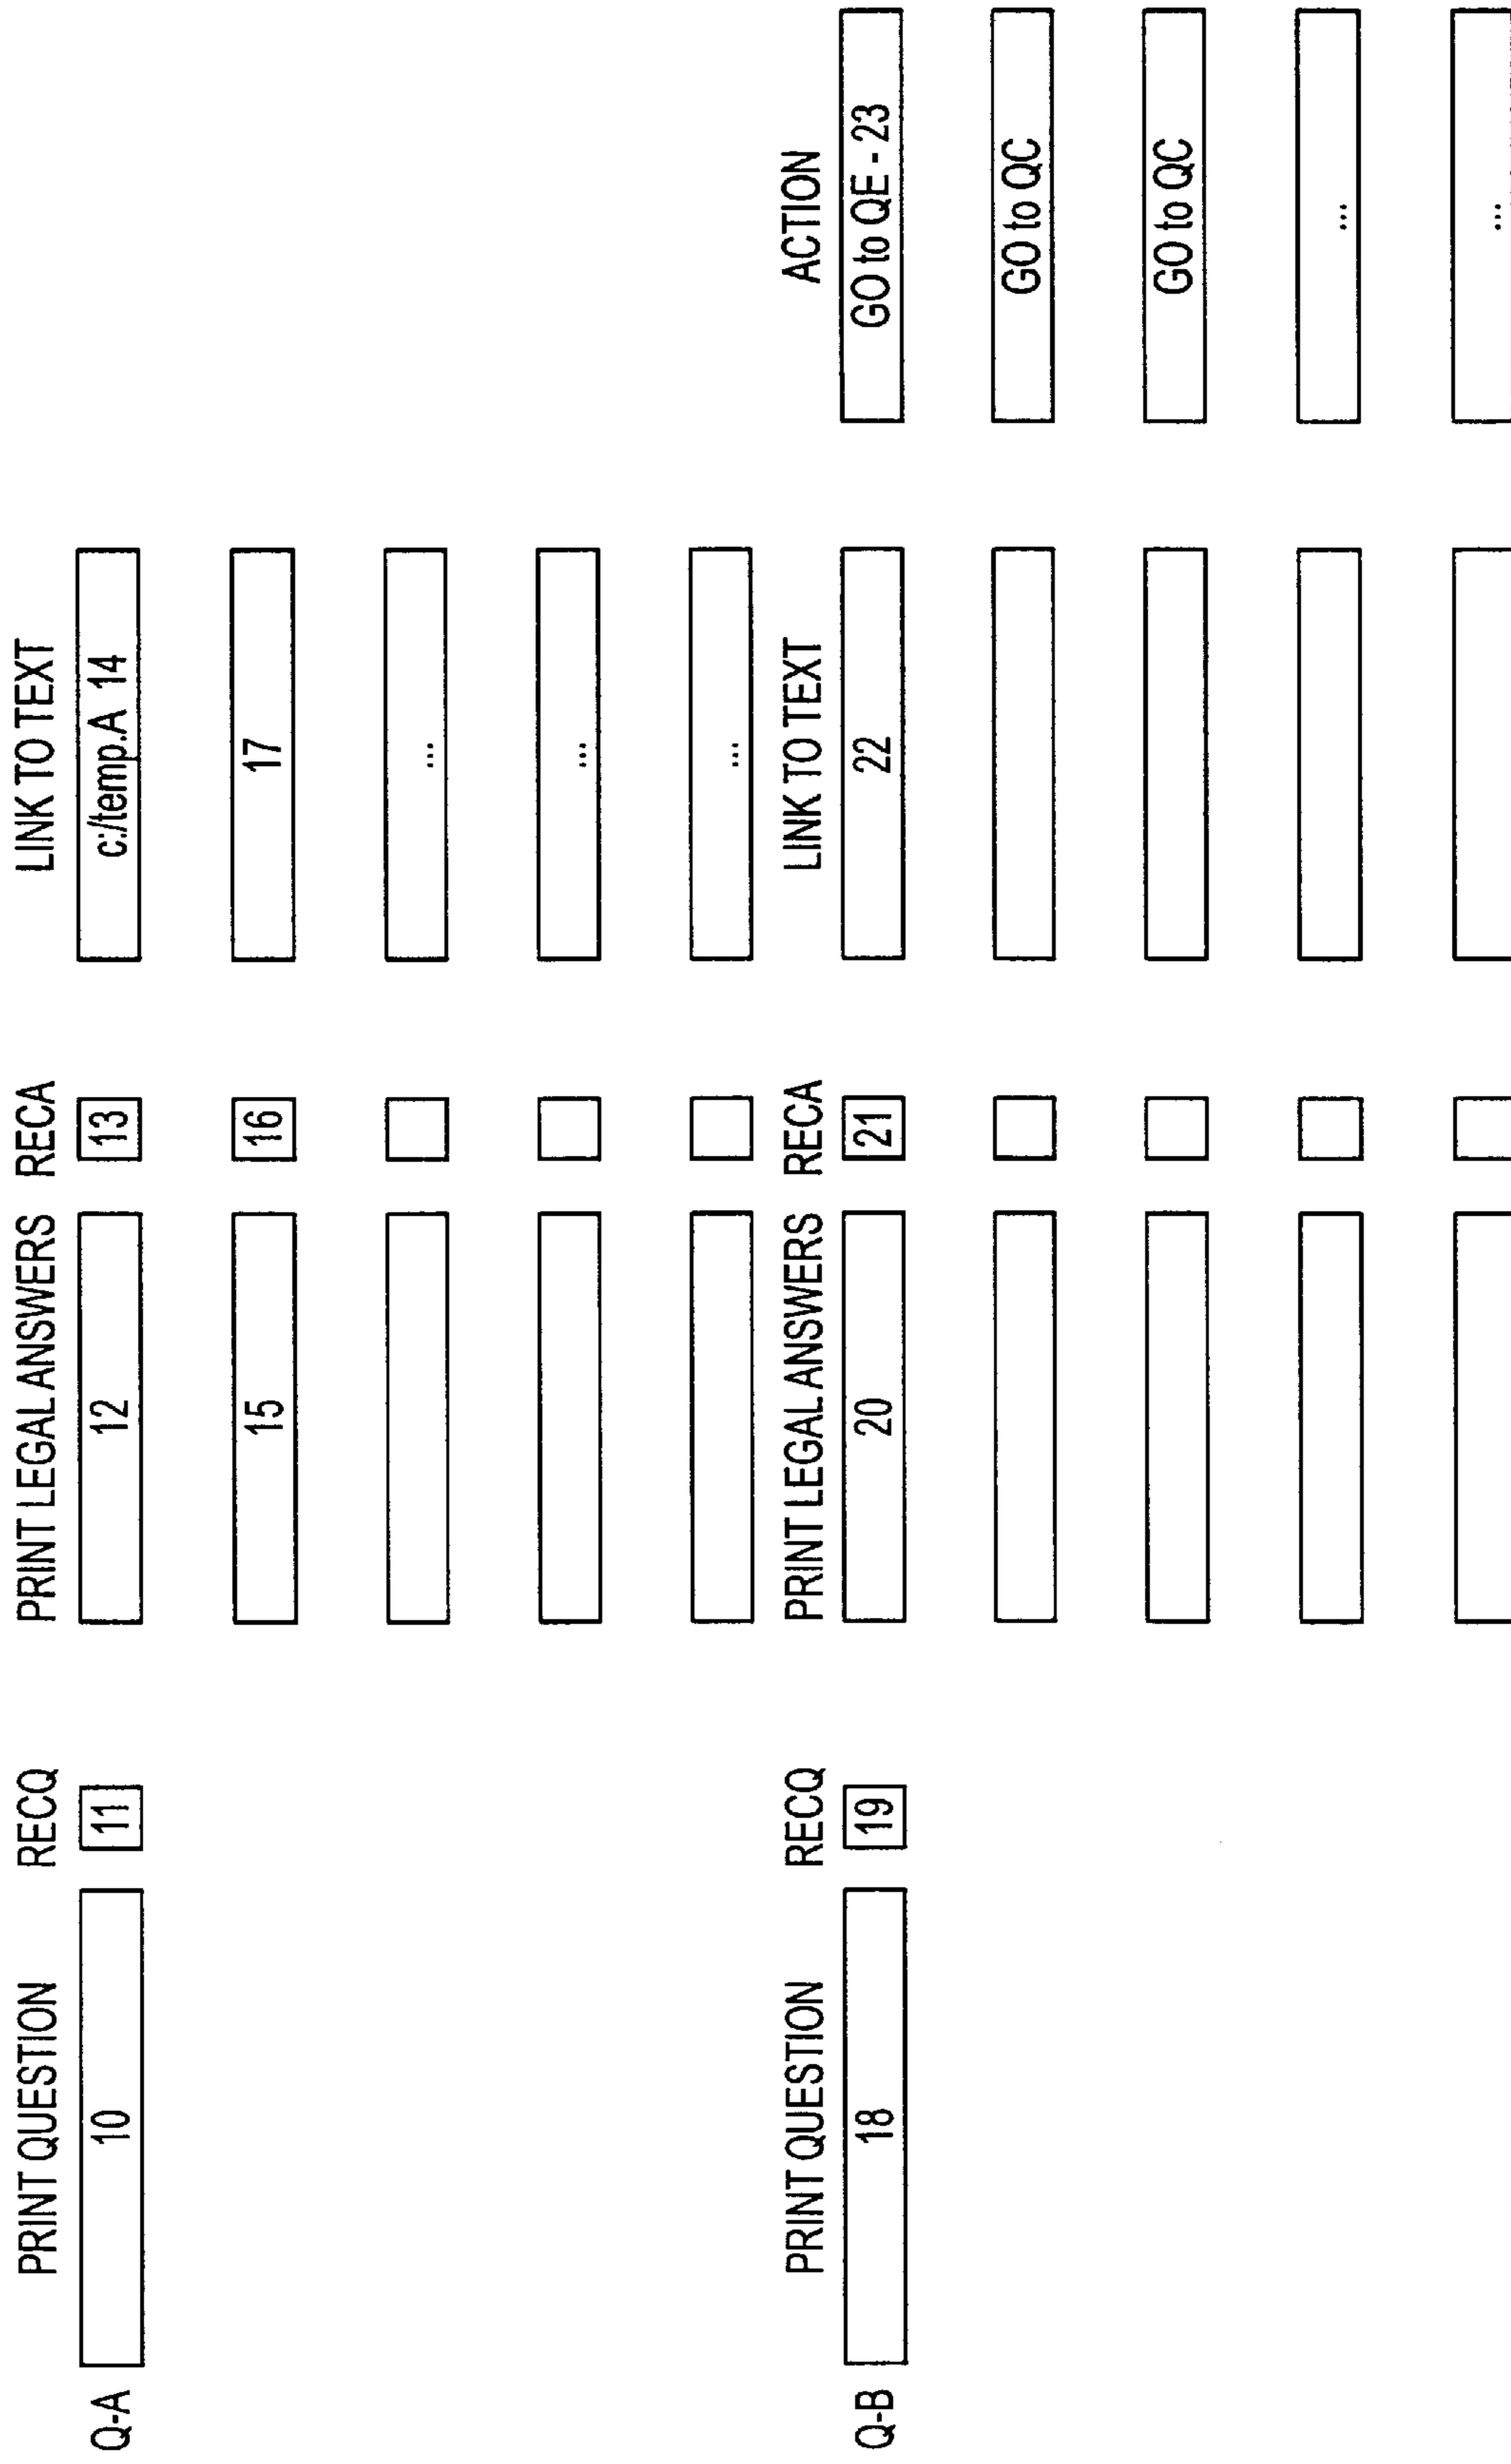 PRINT QUESTION RECQ PRINT LEGAL ANSWERS RECA LINK TO TEXT
Q-A 10 11 12 13 c:/temp.A 14
15 16 17
...
...
...
PRINT QUESTION RECQ PRINT LEGAL ANSWERS RECA LINK TO TEXT ACTION
Q-B 18 19 20 21 22 GO to QE - 23
GO to QC
GO to QC
...
...